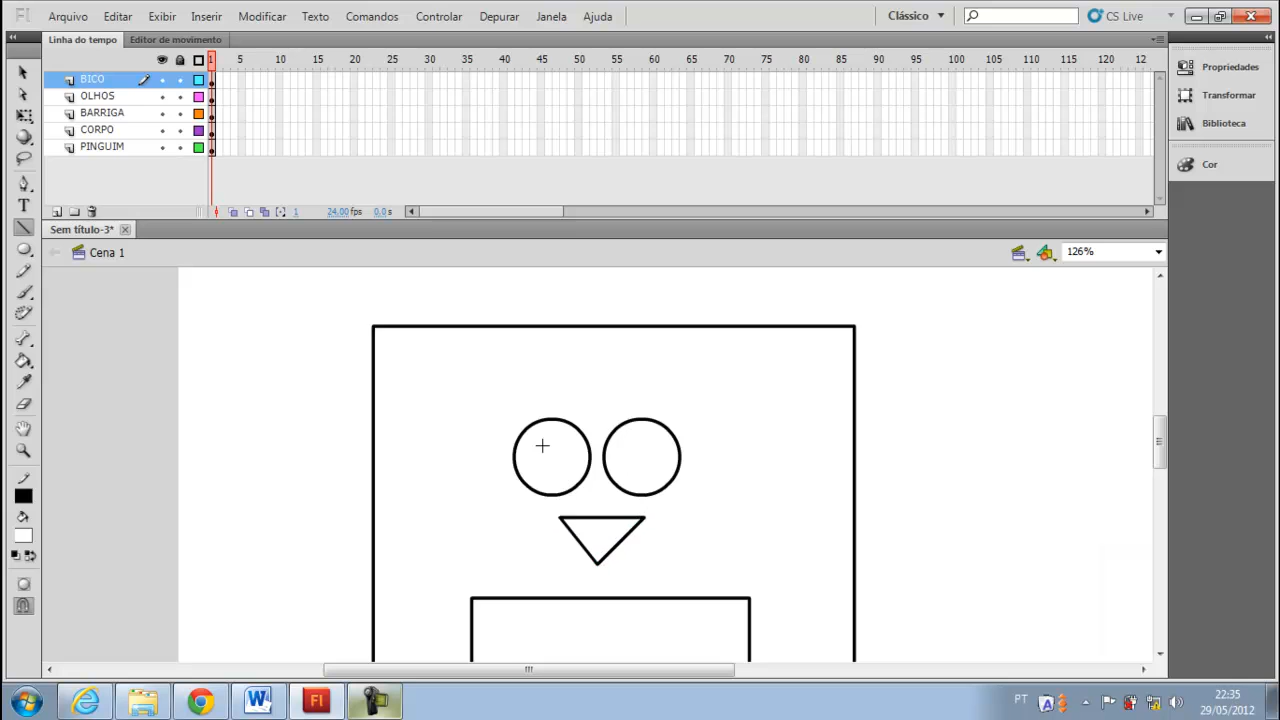 Fl Arquivo Editar Exibir Inserir Modificar Texto Comandos Controlar Depurar Janela Ajuda Clássico CS Live
Linha do tempo Editor de movimento
1 5 10 15 20 25 30 35 40 45 50 55 60 65 70 75 80 85 90 95 100 105 110 115 120 12
BICO
OLHOS
BARRIGA
CORPO
PINGUIM
1 24,00 fps 0,0 s
Sem título-3*
Cena 1 126%
Propriedades
Transformar
Biblioteca
Cor
T
W Fl PT A 22:35
29/05/2012